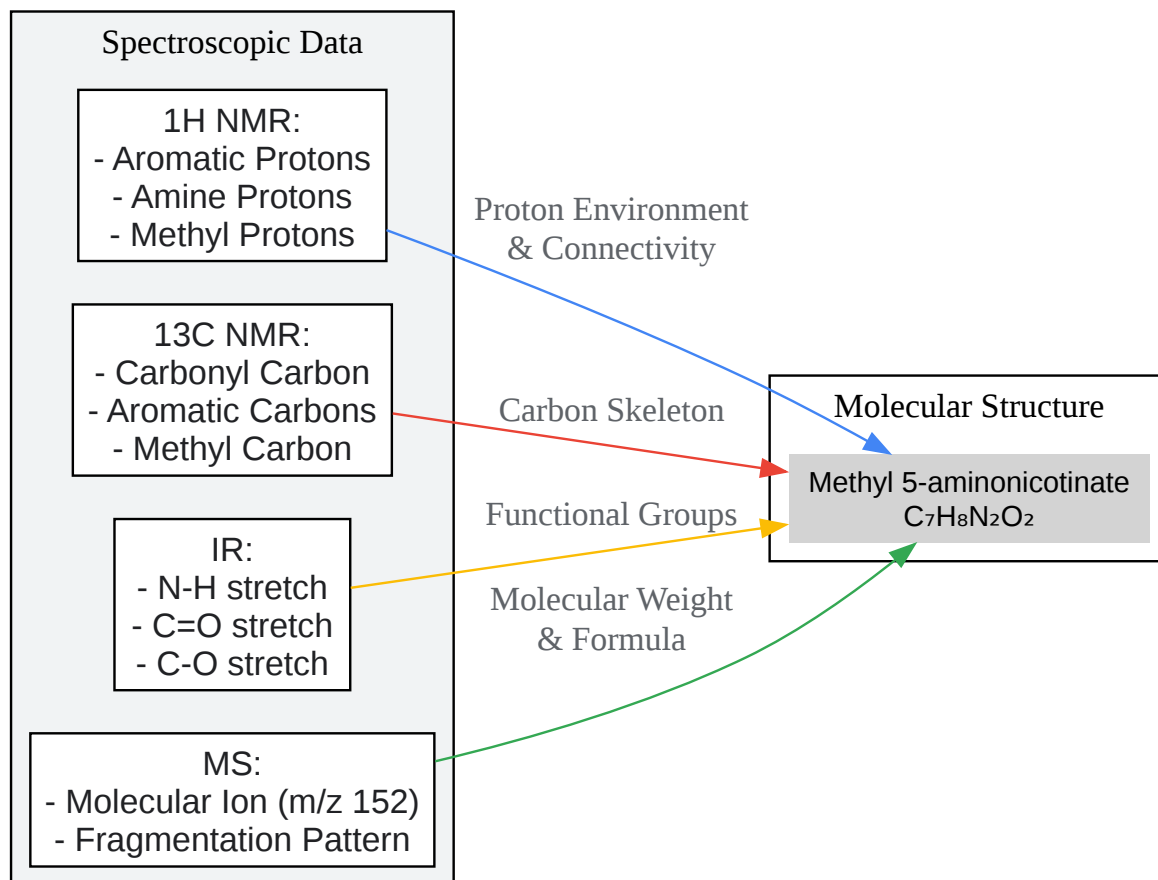 Spectroscopic Data
1H NMR:
- Aromatic Protons
- Amine Protons
- Methyl Protons
Proton Environment
& Connectivity
13C NMR:
- Carbonyl Carbon
- Aromatic Carbons
- Methyl Carbon
Carbon Skeleton
IR:
- N-H stretch
- C=O stretch
- C-O stretch
Functional Groups
MS:
- Molecular Ion (m/z 152)
- Fragmentation Pattern
Molecular Weight
& Formula
Molecular Structure
Methyl 5-aminonicotinate
C₇H₈N₂O₂